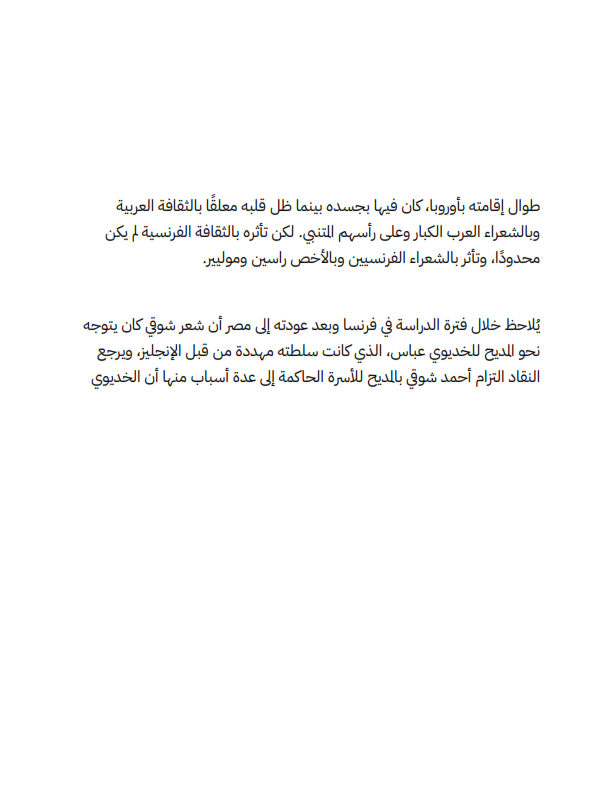 طوال إقامته بأوروبا، كان فيها بجسده بينما ظل قلبه معلقًا بالثقافة العربية
وبالشعراء العرب الكبار وعلى رأسهم المتنبي. لكن تأثره بالثقافة الفرنسية لم يكن
محدودًا، وتأثر بالشعراء الفرنسيين وبالأخص راسين وموليير.
يُلاحظ خلال فترة الدراسة في فرنسا وبعد عودته إلى مصر أن شعر شوقي كان يتوجه
نحو المديح للخديوي عباس، الذي كانت سلطته مهددة من قبل الإنجليز، ويرجع
النقاد التزام أحمد شوقي بالمديح للأسرة الحاكمة إلى عدة أسباب منها أن الخديوي